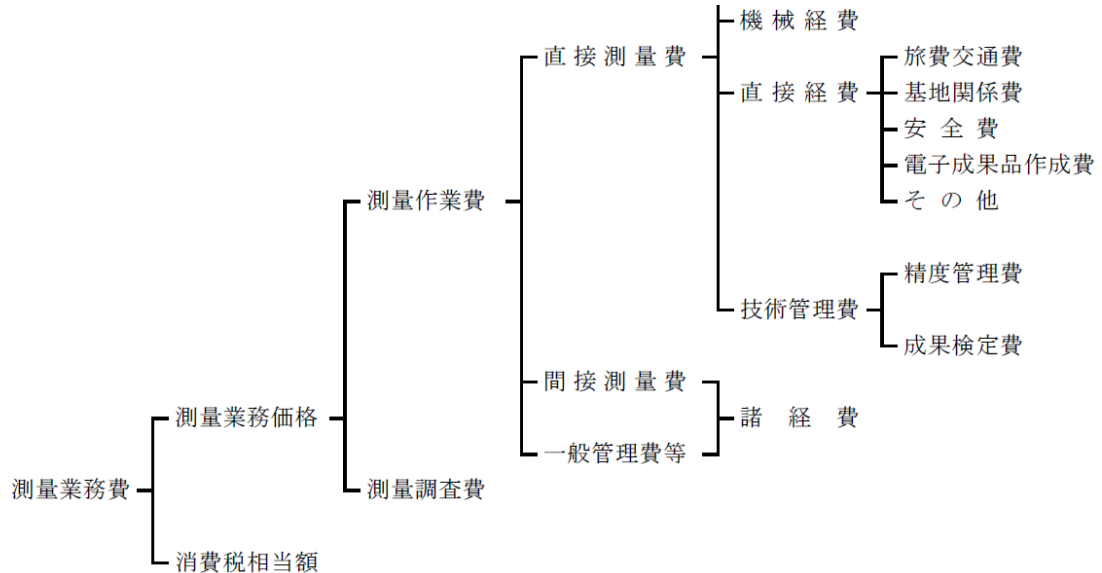 機械経費
直接測量費
旅費交通費
直接経費
基地関係費
安全費
電子成果品作成費
測量作業費
その他
精度管理費
技術管理費
成果検定費
間接測量費
測量業務価格
諸経費
一般管理費等
測量業務費
測量調査費
消費税相当額